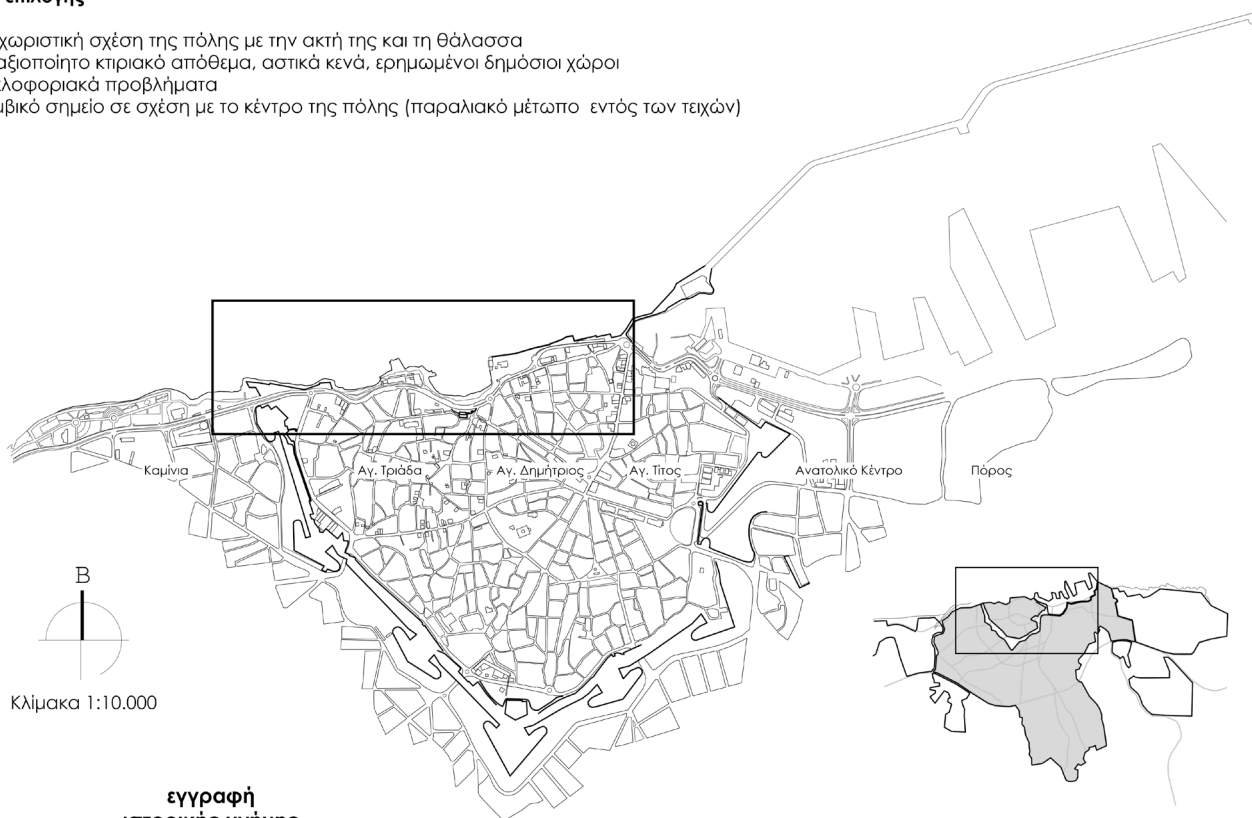 επιλογής
χωριστική σχέση της πόλης με την ακτή της και τη θάλασσα
αξιοποίητο κτιριακό απόθεμα, αστικά κενά, ερημωμένοι δημόσιοι χώροι
λοφοριακά προβλήματα
μβικό σημείο σε σχέση με το κέντρο της πόλης (παραλιακό μέτωπο εντός των τειχών)
Καμίνια
Αγ. Τριάδα
Αγ. Δημήτριος
Αγ. Τίτος
Ανατολικό Κέντρο
Πόρος
Β
Κλίμακα 1:10.000
εγγραφή
ιστορικής μνήμης